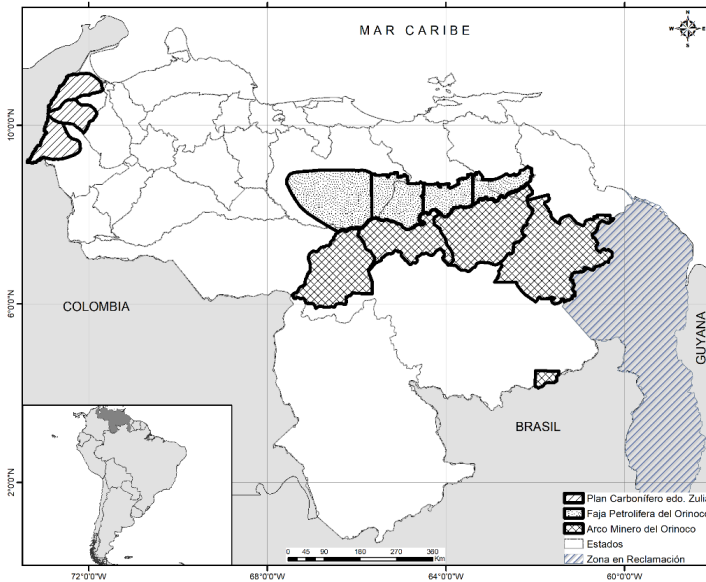 MAR CARIBE
N
W E
S
10°0'0"N
COLOMBIA
6°0'0"N
GUYANA
BRASIL
2°0'0"N
Plan Carbonífero edo. Zulia
Faja Petrolífera del Orinoco
Arco Minero del Orinoco
Estados
Zona en Reclamación
0 45 90 180 270 360
Km
72°0'0"W 68°0'0"W 64°0'0"W 60°0'0"W